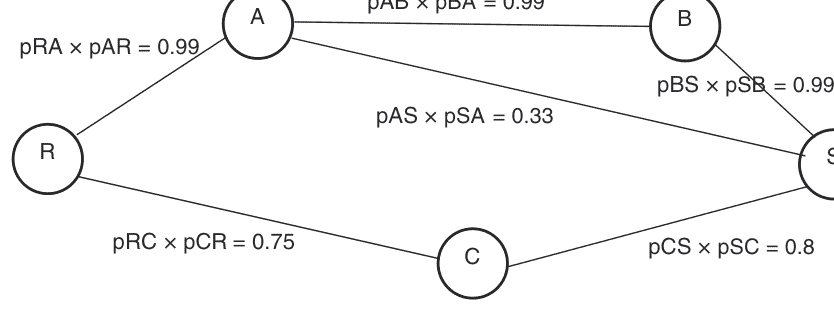 pAB × pBA = 0.99
A
B
pRA × pAR = 0.99
pBS × pSB = 0.99
pAS × pSA = 0.33
R
S
pRC × pCR = 0.75
pCS × pSC = 0.8
C